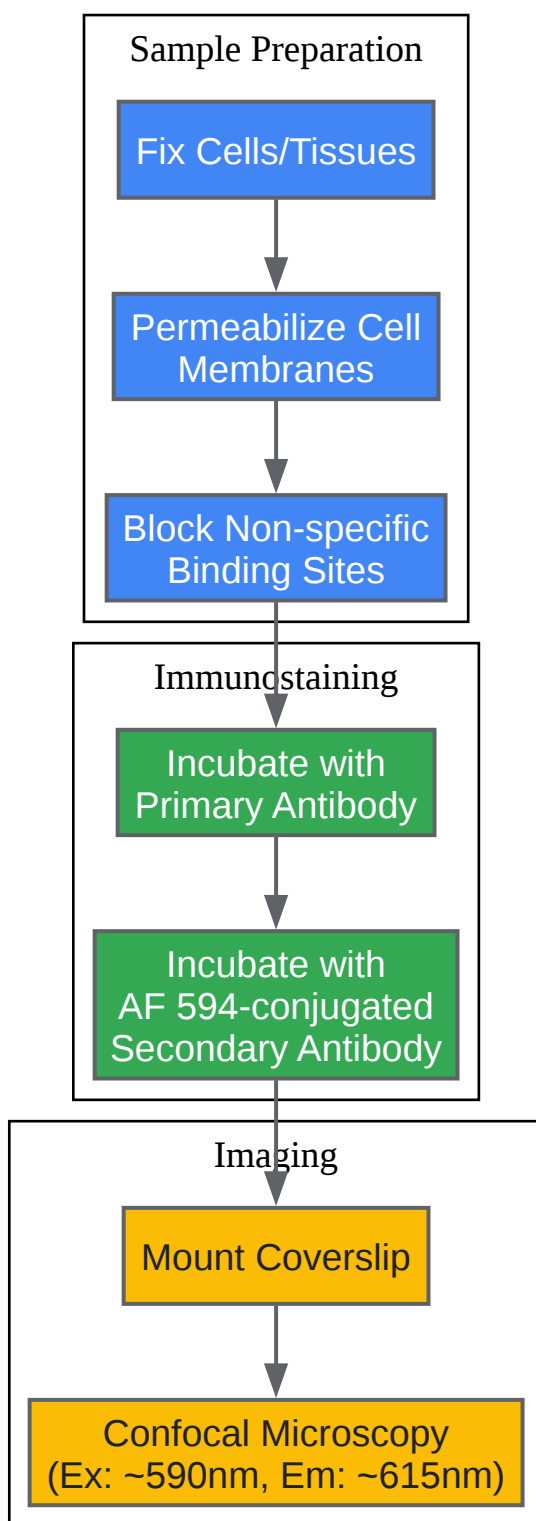 Sample Preparation
Fix Cells/Tissues
Permeabilize Cell
Membranes
Block Non-specific
Binding Sites
Immunostaining
Incubate with
Primary Antibody
Incubate with
AF 594-conjugated
Secondary Antibody
Imaging
Mount Coverslip
Confocal Microscopy
(Ex: ~590nm, Em: ~615nm)